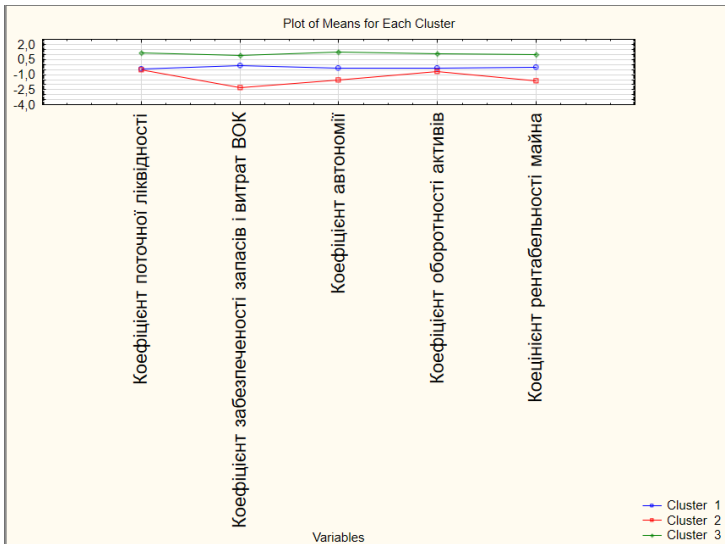 Plot of Means for Each Cluster
2,0
0,5
-1,0
-2,5
-4,0
Коефіцієнт поточної ліквідності
Коефіцієнт забезпеченості запасів і витрат ВОК
Коефіцієнт автономії
Коефіцієнт оборотності активів
Коецінієнт рентабельності майна
Variables
Cluster 1
Cluster 2
Cluster 3